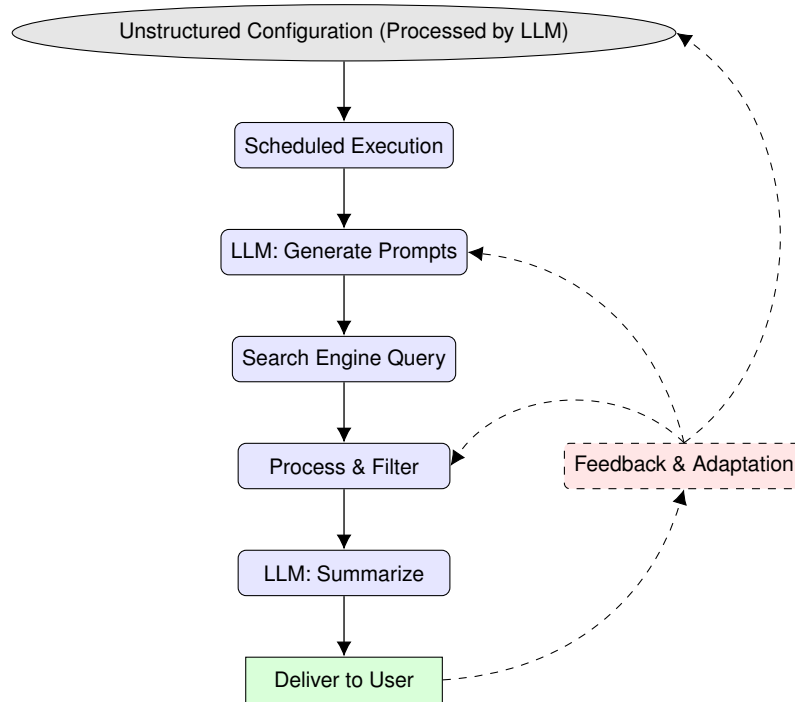 Unstructured Configuration (Processed by LLM)
Scheduled Execution
LLM: Generate Prompts
Search Engine Query
Process & Filter
Feedback & Adaptation
LLM: Summarize
Deliver to User